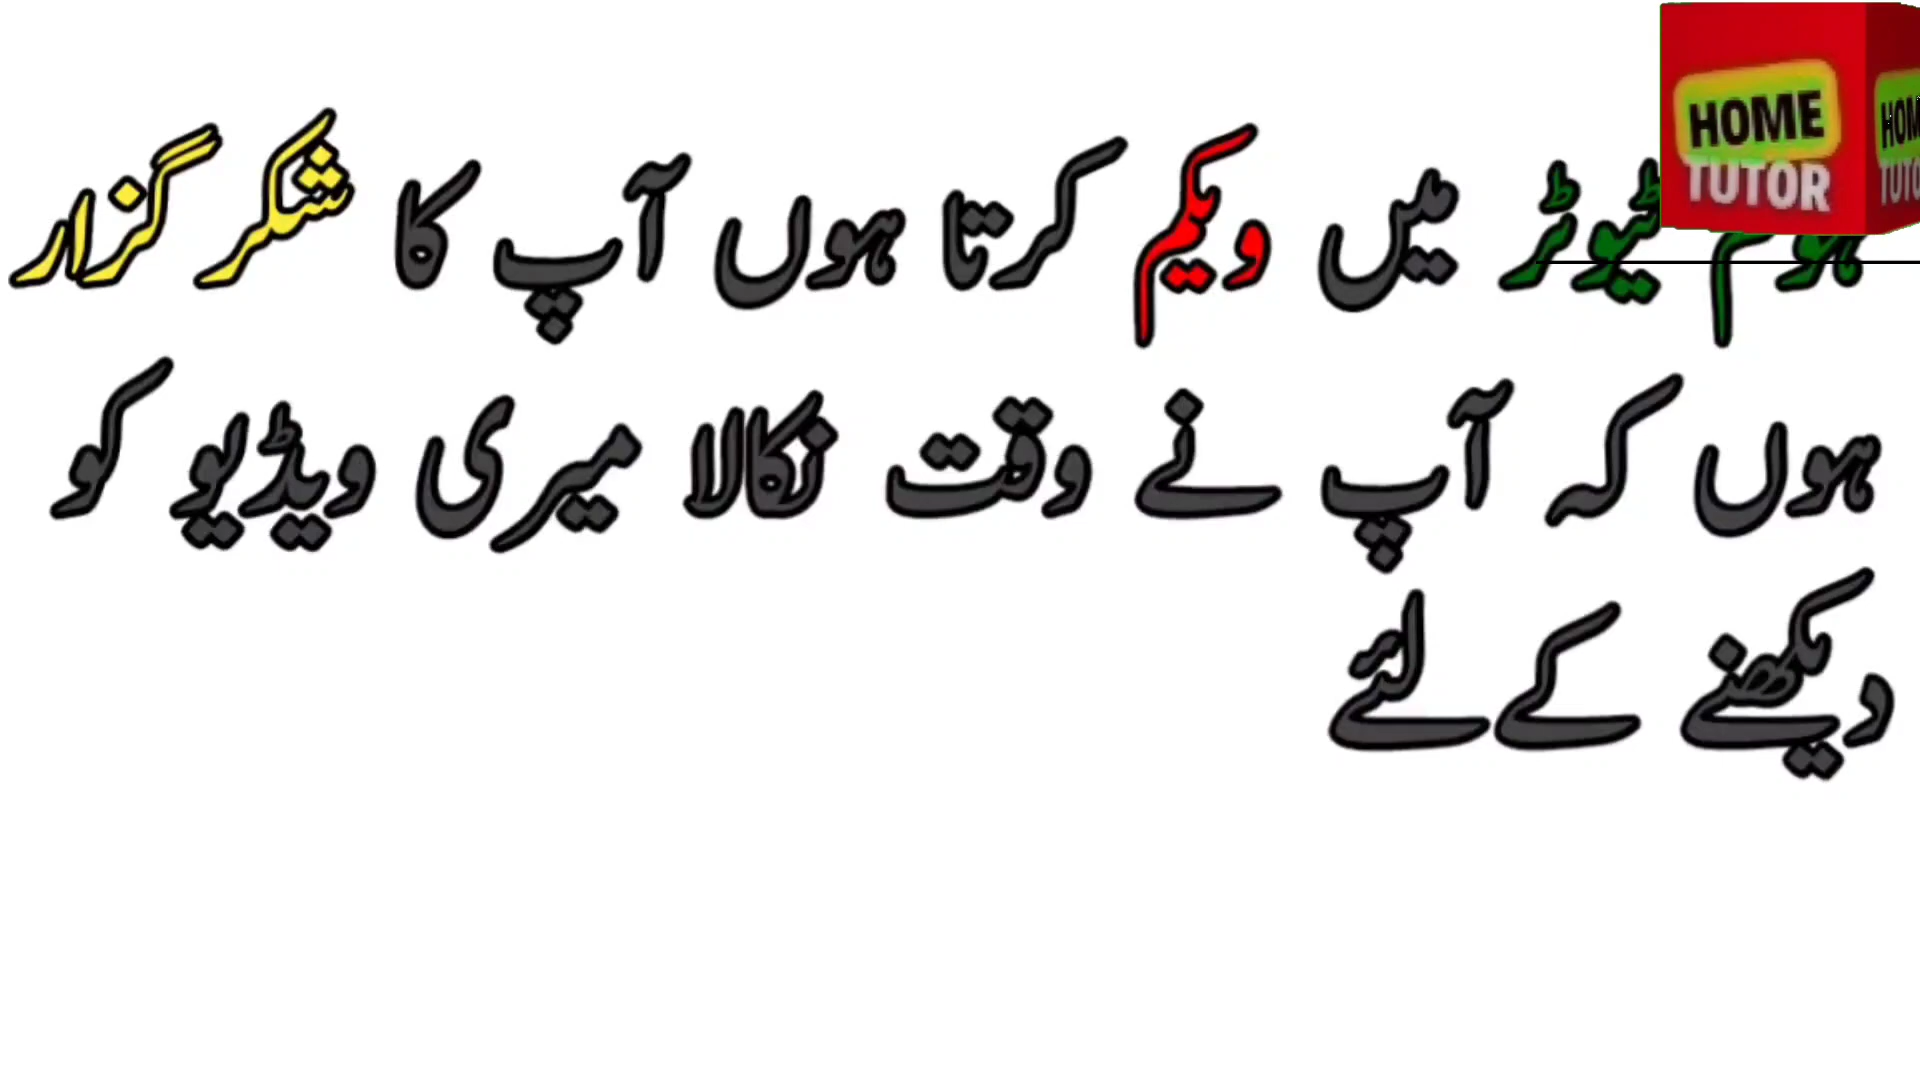 HOME
TUTOR
ہوم ٹیوٹر میں ویکم کرتا ہوں آپ کا شکر گزار
ہوں کہ آپ نے وقت نکالا میری ویڈیو کو
دیکھنے کے لئے